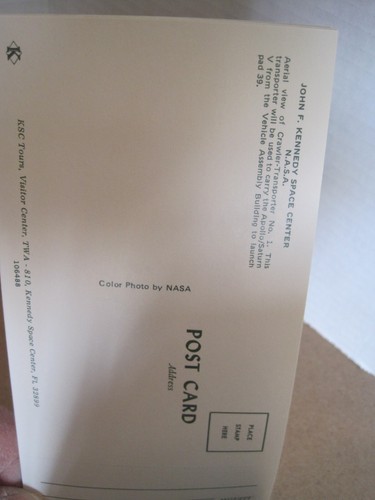 JOHN F. KENNEDY SPACE CENTER
N.A.S.A.
Aerial view of Crawler-Transporter No. 1. This
transporter will be used to carry the Apollo/Saturn
V from the Vehicle Assembly Building to launch
pad 39.
Color Photo by NASA
POST CARD
Address
PLACE
STAMP
HERE
K
KSC Tours, Visitor Center, TWA - 810, Kennedy Space Center, FL 32899
106488